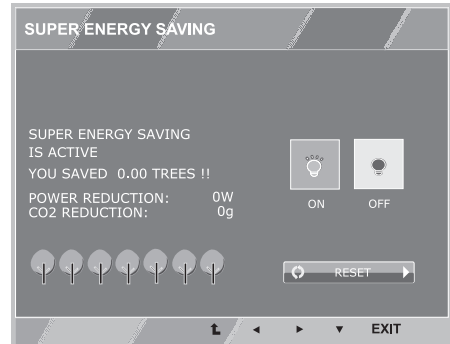 SUPER ENERGY SAVING
SUPER ENERGY SAVING
IS ACTIVE
YOU SAVED 0.00 TREES !!
POWER REDUCTION: 0W
CO2 REDUCTION: 0g
ON OFF
RESET
EXIT